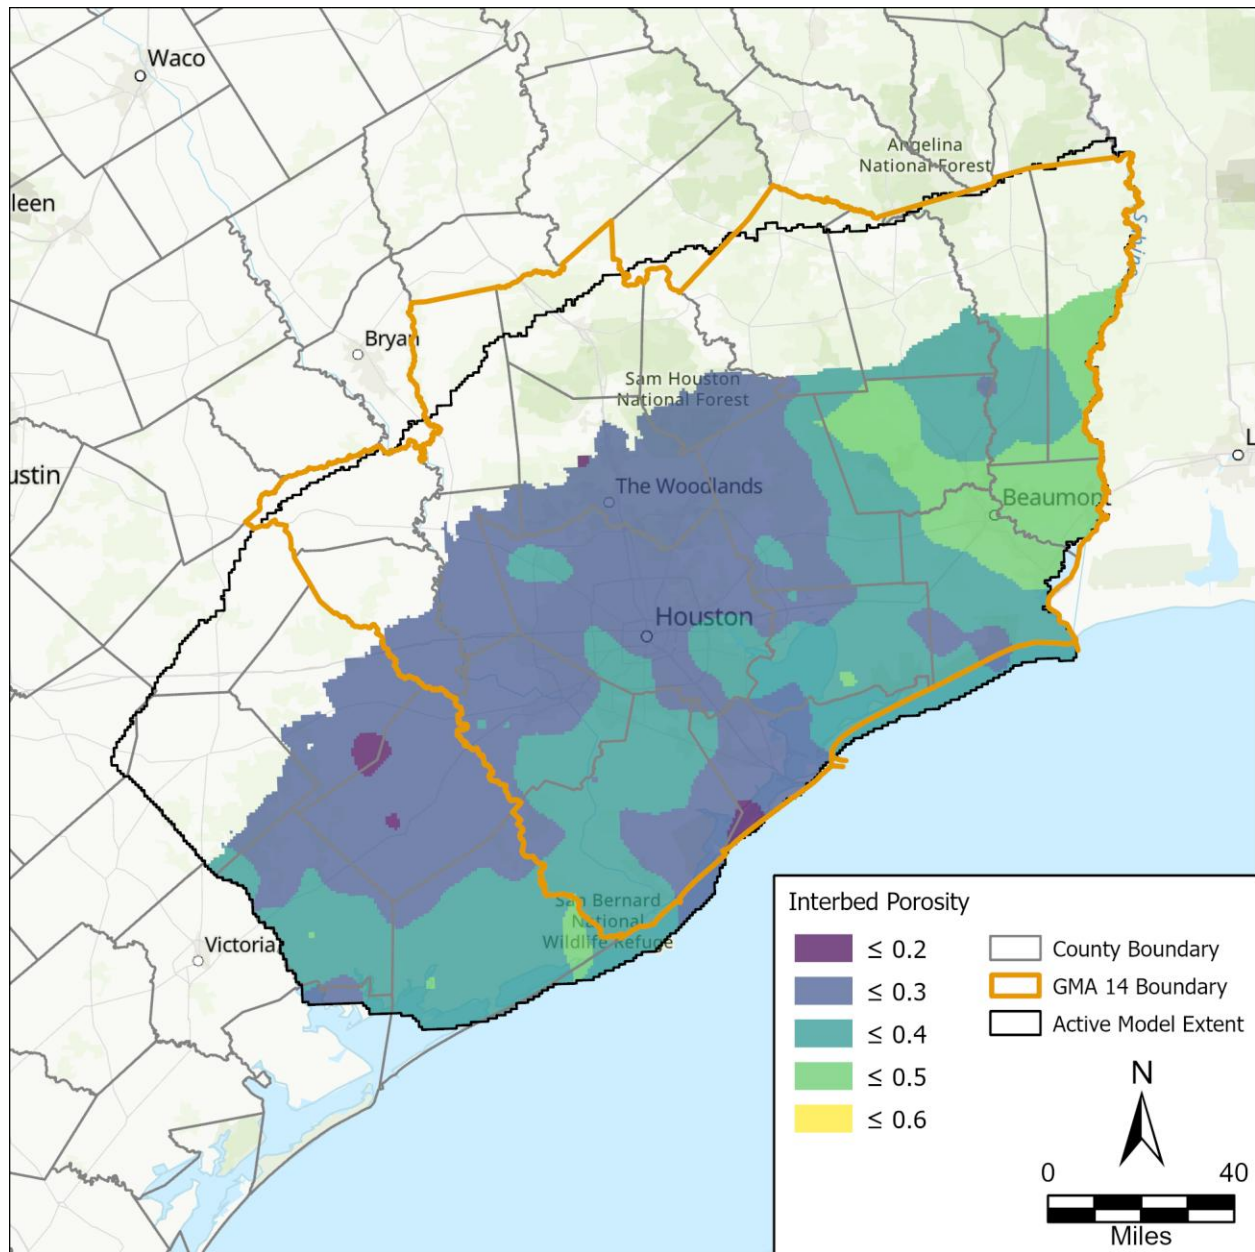 Waco
Angelina
National Forest
leen
Sabine
Bryan
Sam Houston
National Forest
ustin
L
The Woodlands
Beaumont
Houston
San Bernard
National
Wildlife Refuge
Victoria
Interbed Porosity
≤ 0.2
≤ 0.3
≤ 0.4
≤ 0.5
≤ 0.6
County Boundary
GMA 14 Boundary
Active Model Extent
N
0 40
Miles